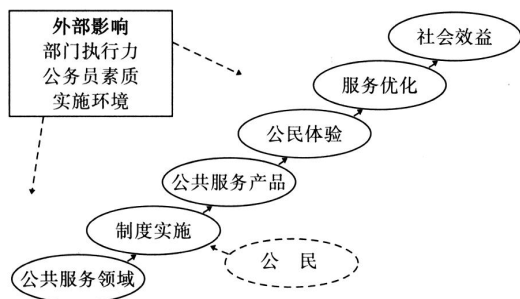 外部影响
部门执行力
公务员素质
实施环境
社会效益
服务优化
公民体验
公共服务产品
制度实施
公 民
公共服务领域